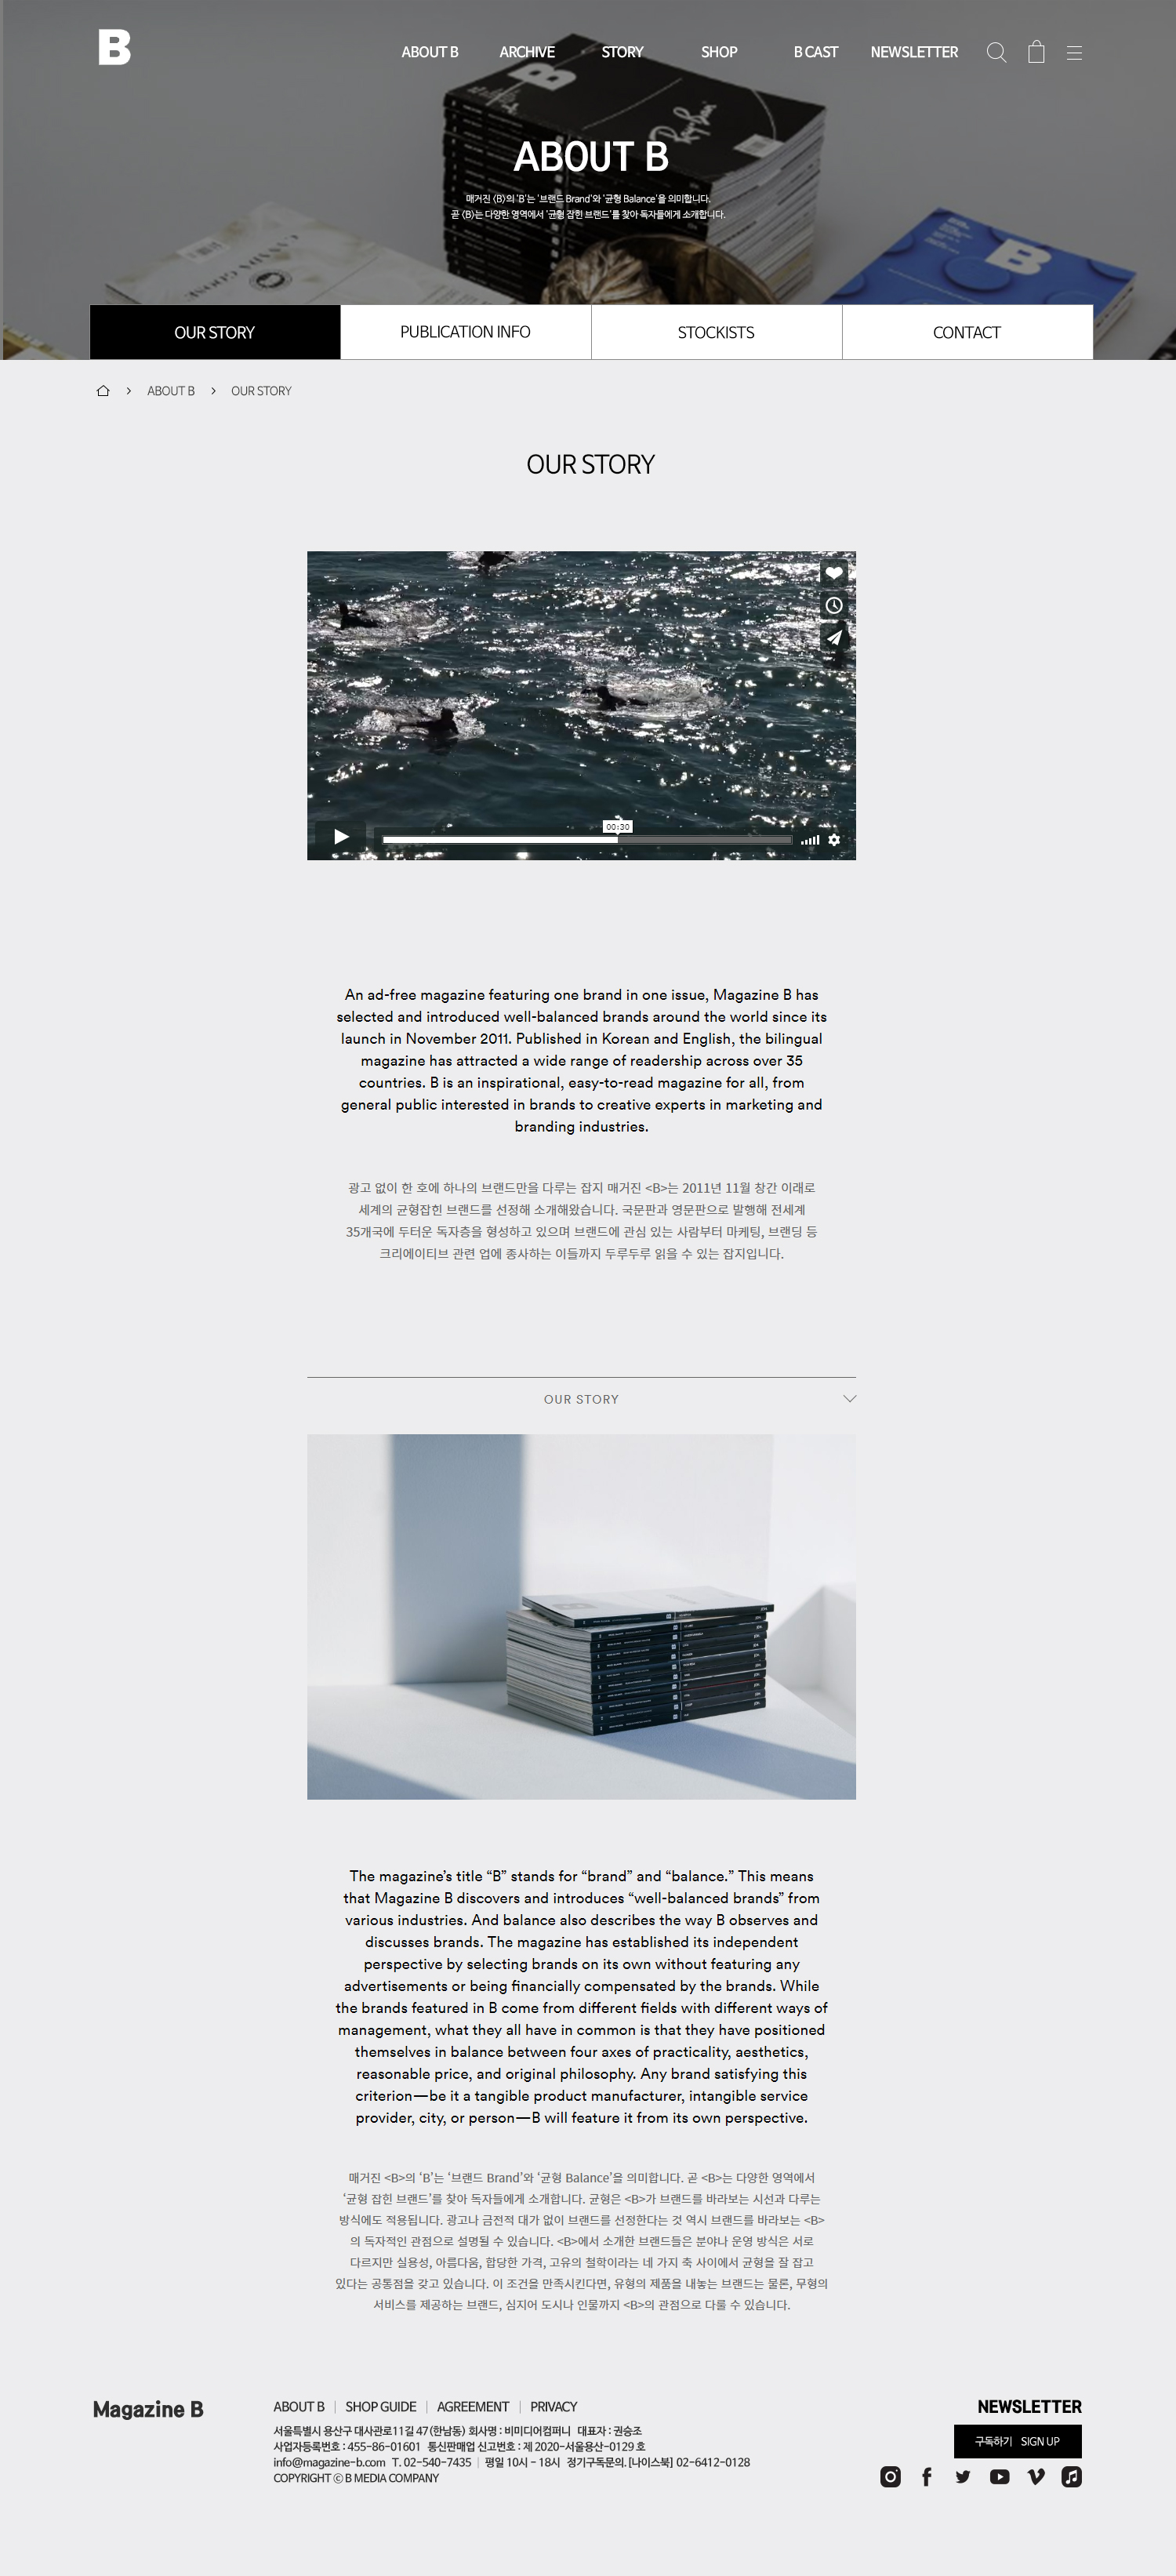 B
ABOUT B
ARCHIVE
STORY
SHOP
B CAST
NEWSLETTER
B
Ray-Ban
ABOUT B
매거진 <B>의 'B'는 '브랜드 Brand'와 '균형 Balance'을 의미합니다.
곧 <B>는 다양한 영역에서 '균형 잡힌 브랜드'를 찾아 독자들에게 소개합니다.
B
OUR STORY
PUBLICATION INFO
STOCKISTS
CONTACT
ABOUT B > OUR STORY
OUR STORY
00:30
An ad-free magazine featuring one brand in one issue, Magazine B has
selected and introduced well-balanced brands around the world since its
launch in November 2011. Published in Korean and English, the bilingual
magazine has attracted a wide range of readership across over 35
countries. B is an inspirational, easy-to-read magazine for all, from
general public interested in brands to creative experts in marketing and
branding industries.
광고 없이 한 호에 하나의 브랜드만을 다루는 잡지 매거진 <B>는 2011년 11월 창간 이래로
세계의 균형잡힌 브랜드를 선정해 소개해왔습니다. 국문판과 영문판으로 발행해 전세계
35개국에 두터운 독자층을 형성하고 있으며 브랜드에 관심 있는 사람부터 마케팅, 브랜딩 등
크리에이티브 관련 업에 종사하는 이들까지 두루두루 읽을 수 있는 잡지입니다.
OUR STORY
The magazine’s title “B” stands for “brand” and “balance.” This means
that Magazine B discovers and introduces “well-balanced brands” from
various industries. And balance also describes the way B observes and
discusses brands. The magazine has established its independent
perspective by selecting brands on its own without featuring any
advertisements or being financially compensated by the brands. While
the brands featured in B come from different fields with different ways of
management, what they all have in common is that they have positioned
themselves in balance between four axes of practicality, aesthetics,
reasonable price, and original philosophy. Any brand satisfying this
criterion—be it a tangible product manufacturer, intangible service
provider, city, or person—B will feature it from its own perspective.
매거진 <B>의 ‘B’는 ‘브랜드 Brand’와 ‘균형 Balance’을 의미합니다. 곧 <B>는 다양한 영역에서
‘균형 잡힌 브랜드’를 찾아 독자들에게 소개합니다. 균형은 <B>가 브랜드를 바라보는 시선과 다루는
방식에도 적용됩니다. 광고나 금전적 대가 없이 브랜드를 선정한다는 것 역시 브랜드를 바라보는 <B>
의 독자적인 관점으로 설명될 수 있습니다. <B>에서 소개한 브랜드들은 분야나 운영 방식은 서로
다르지만 실용성, 아름다움, 합당한 가격, 고유의 철학이라는 네 가지 축 사이에서 균형을 잘 잡고
있다는 공통점을 갖고 있습니다. 이 조건을 만족시킨다면, 유형의 제품을 내놓는 브랜드는 물론, 무형의
서비스를 제공하는 브랜드, 심지어 도시나 인물까지 <B>의 관점으로 다룰 수 있습니다.
Magazine B
ABOUT B | SHOP GUIDE | AGREEMENT | PRIVACY
서울특별시 용산구 대사관로11길 47(한남동) 회사명 : 비미디어컴퍼니 대표자 : 권승조
사업자등록번호 : 455-86-01601 통신판매업 신고번호 : 제 2020-서울용산-0129 호
info@magazine-b.com T. 02-540-7435 | 평일 10시 - 18시 정기구독문의.[나이스북] 02-6412-0128
COPYRIGHT ⓒ B MEDIA COMPANY
NEWSLETTER
구독하기 SIGN UP